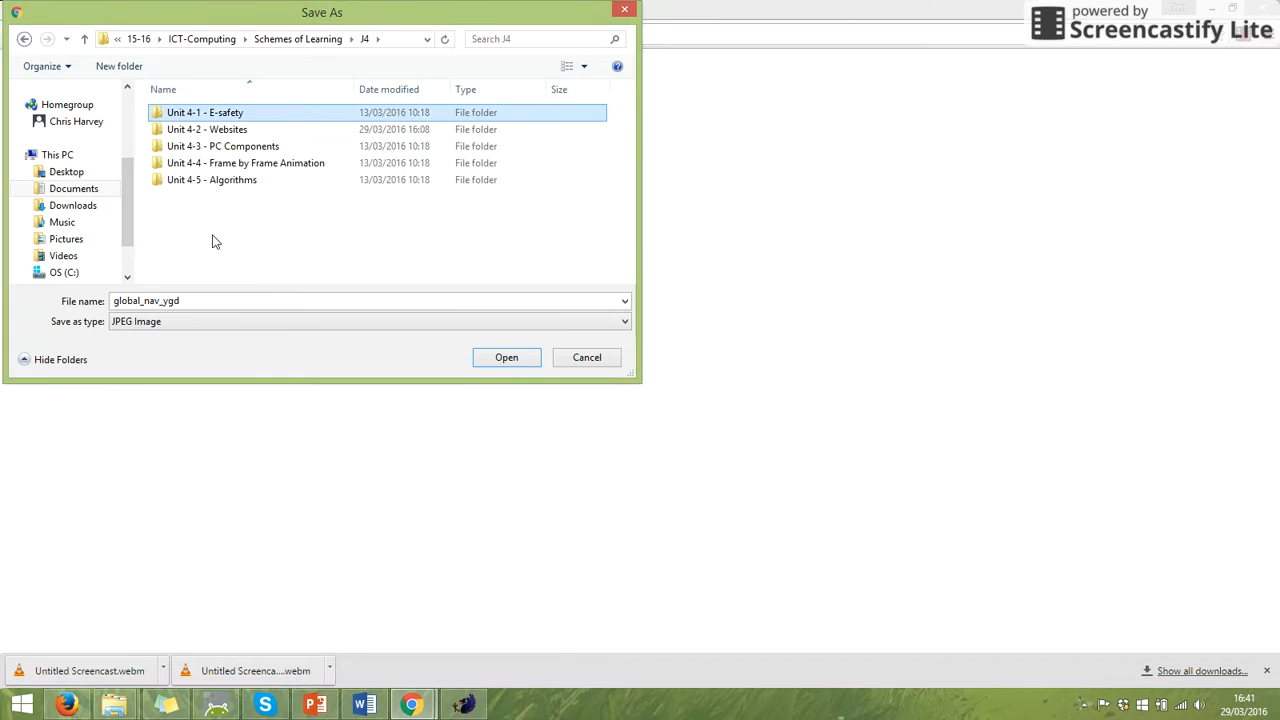 Save As
powered by
Screencastify Lite
« 15-16 ICT-Computing Schemes of Learning J4
Search J4
Organize New folder
Name Date modified Type Size
Homegroup
Chris Harvey
This PC
Desktop
Documents
Downloads
Music
Pictures
Videos
OS (C:)
Unit 4-1 - E-safety 13/03/2016 10:18 File folder
Unit 4-2 - Websites 29/03/2016 16:08 File folder
Unit 4-3 - PC Components 13/03/2016 10:18 File folder
Unit 4-4 - Frame by Frame Animation 13/03/2016 10:18 File folder
Unit 4-5 - Algorithms 13/03/2016 10:18 File folder
File name: global_nav_ygd
Save as type: JPEG Image
Hide Folders
Open Cancel
Untitled Screencast.webm
Untitled Screenca....webm
Show all downloads...
16:41
29/03/2016